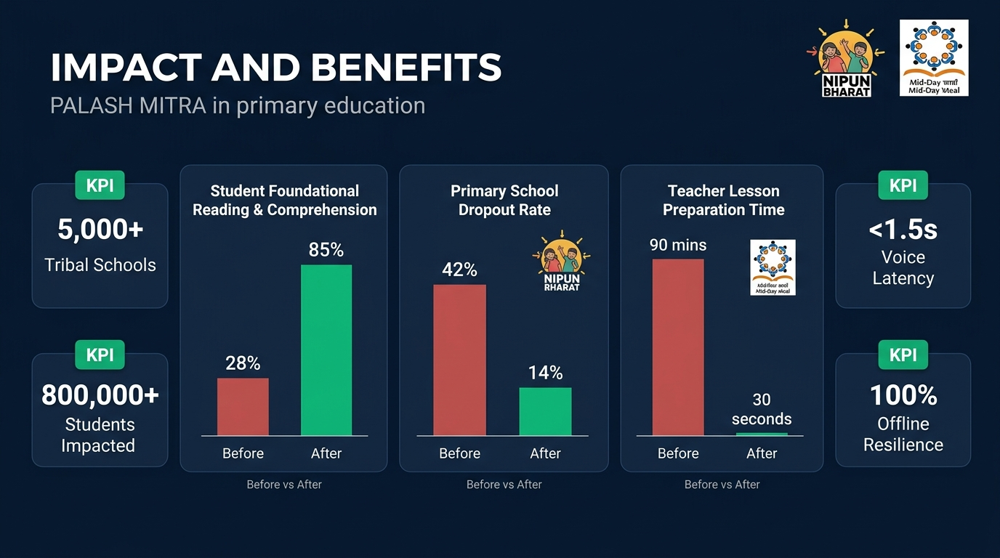 IMPACT AND BENEFITS
PALASH MITRA in primary education
NIPUN
BHARAT
Mid-Day
Mid-Day Meal
KPI
5,000+
Tribal Schools
KPI
800,000+
Students
Impacted
Student Foundational
Reading & Comprehension
28%
85%
Before
After
Before vs After
Primary School
Dropout Rate
NIPUN
BHARAT
42%
14%
Before
After
Before vs After
Teacher Lesson
Preparation Time
90 mins
Mid-Day Meal
30
seconds
Before
After
Before vs After
KPI
<1.5s
Voice
Latency
KPI
100%
Offline
Resilience